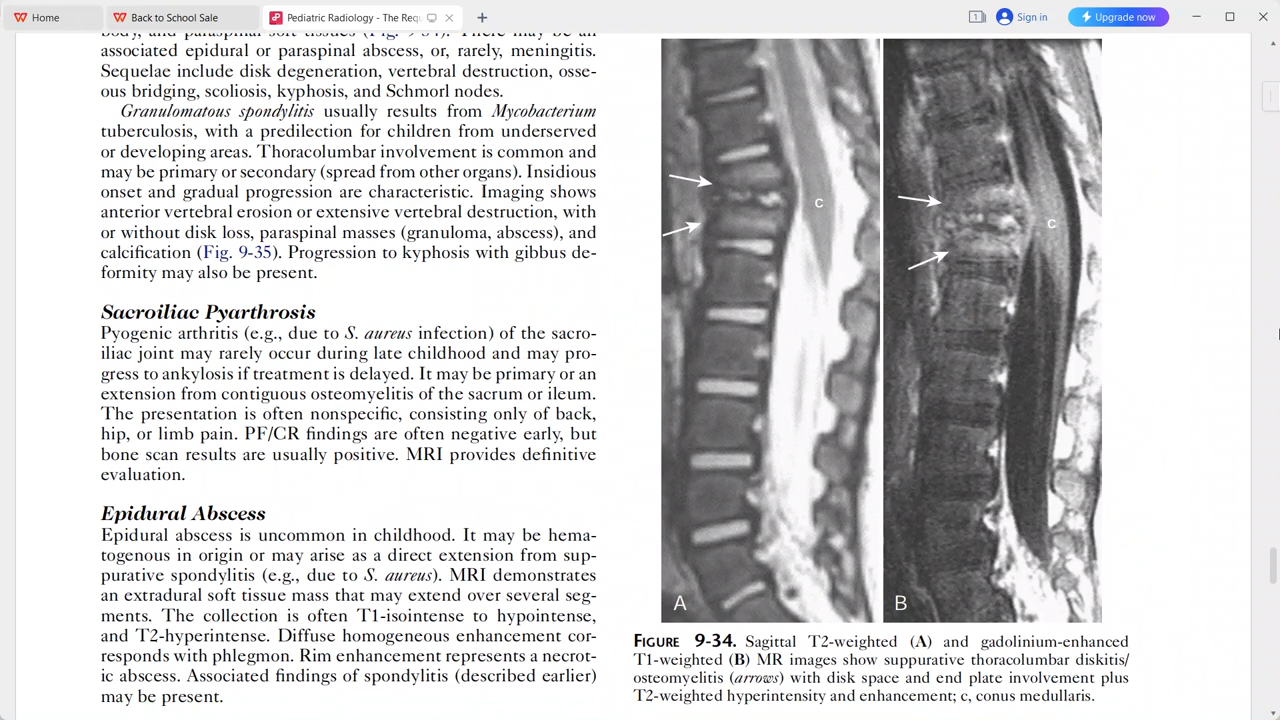 Home
Back to School Sale
Pediatric Radiology - The Req
1
Sign in
Upgrade now
body, and paraspinal soft tissues (Fig. 9-34). There may be an
associated epidural or paraspinal abscess, or, rarely, meningitis.
Sequelae include disk degeneration, vertebral destruction, osse-
ous bridging, scoliosis, kyphosis, and Schmorl nodes.
Granulomatous spondylitis usually results from Mycobacterium
tuberculosis, with a predilection for children from underserved
or developing areas. Thoracolumbar involvement is common and
may be primary or secondary (spread from other organs). Insidious
onset and gradual progression are characteristic. Imaging shows
anterior vertebral erosion or extensive vertebral destruction, with
or without disk loss, paraspinal masses (granuloma, abscess), and
calcification (Fig. 9-35). Progression to kyphosis with gibbus de-
formity may also be present.
Sacroiliac Pyarthrosis
Pyogenic arthritis (e.g., due to S. aureus infection) of the sacro-
iliac joint may rarely occur during late childhood and may pro-
gress to ankylosis if treatment is delayed. It may be primary or an
extension from contiguous osteomyelitis of the sacrum or ileum.
The presentation is often nonspecific, consisting only of back,
hip, or limb pain. PF/CR findings are often negative early, but
bone scan results are usually positive. MRI provides definitive
evaluation.
Epidural Abscess
Epidural abscess is uncommon in childhood. It may be hema-
togenous in origin or may arise as a direct extension from sup-
purative spondylitis (e.g., due to S. aureus). MRI demonstrates
an extradural soft tissue mass that may extend over several seg-
ments. The collection is often T1-isointense to hypointense,
and T2-hyperintense. Diffuse homogeneous enhancement cor-
responds with phlegmon. Rim enhancement represents a necrot-
ic abscess. Associated findings of spondylitis (described earlier)
may be present.
c
c
A
B
FIGURE 9-34. Sagittal T2-weighted (A) and gadolinium-enhanced
T1-weighted (B) MR images show suppurative thoracolumbar diskitis/
osteomyelitis (arrows) with disk space and end plate involvement plus
T2-weighted hyperintensity and enhancement; c, conus medullaris.